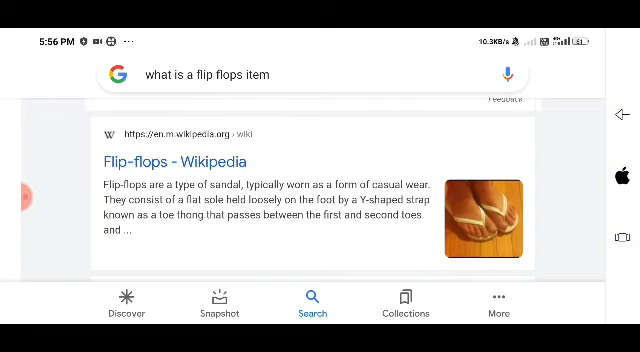 5:56 PM ... 10.3KB/s 61
what is a flip flops item
Feedback
W https://en.m.wikipedia.org › wiki
Flip-flops - Wikipedia
Flip-flops are a type of sandal, typically worn as a form of casual wear.
They consist of a flat sole held loosely on the foot by a Y-shaped strap
known as a toe thong that passes between the first and second toes
and ...
Discover Snapshot Search Collections More